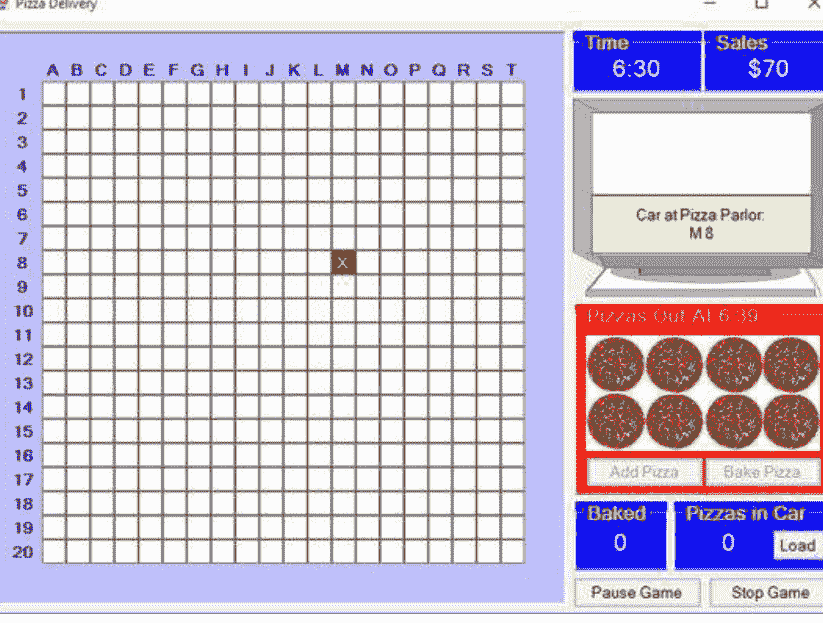 Pizza Delivery
Time
6:30
Sales
$70
A B C D E F G H I J K L M N O P Q R S T
1
2
3
4
5
6
7
8
X
9
10
11
12
13
14
15
16
17
18
19
20
Car at Pizza Parlor:
M 8
Pizzas Out At 6:39
Add Pizza
Bake Pizza
Baked
0
Pizzas in Car
0
Load
Pause Game
Stop Game